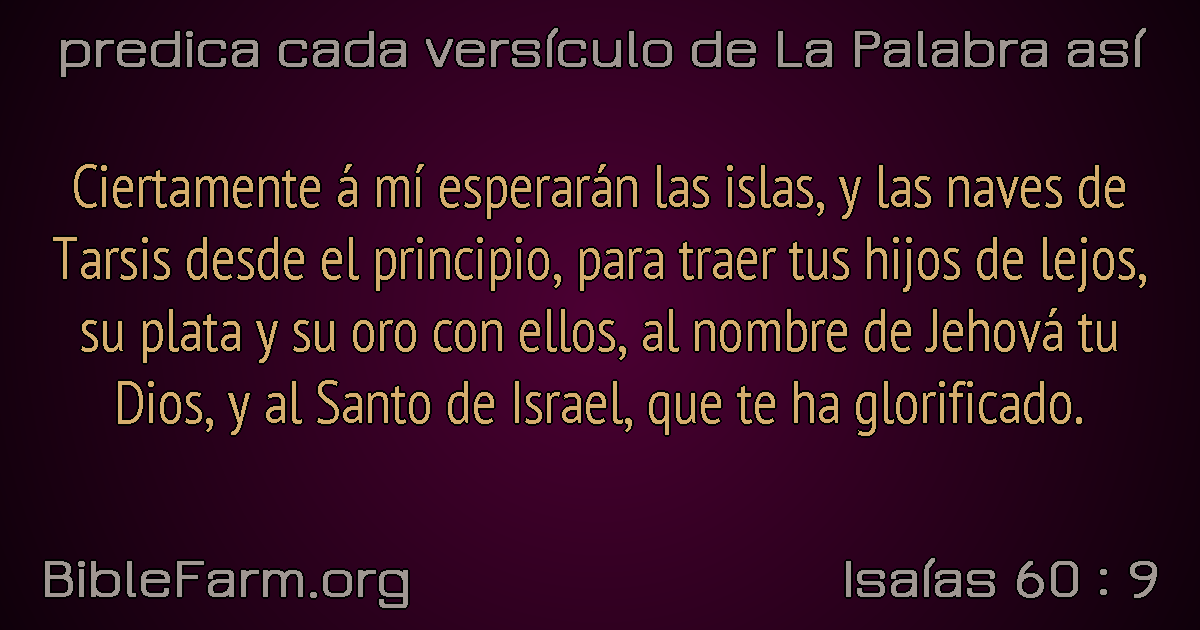 predica cada versículo de La Palabra así
Ciertamente á mí esperarán las islas, y las naves de
Tarsis desde el principio, para traer tus hijos de lejos,
su plata y su oro con ellos, al nombre de Jehová tu
Dios, y al Santo de Israel, que te ha glorificado.
BibleFarm.org
Isaías 60 : 9